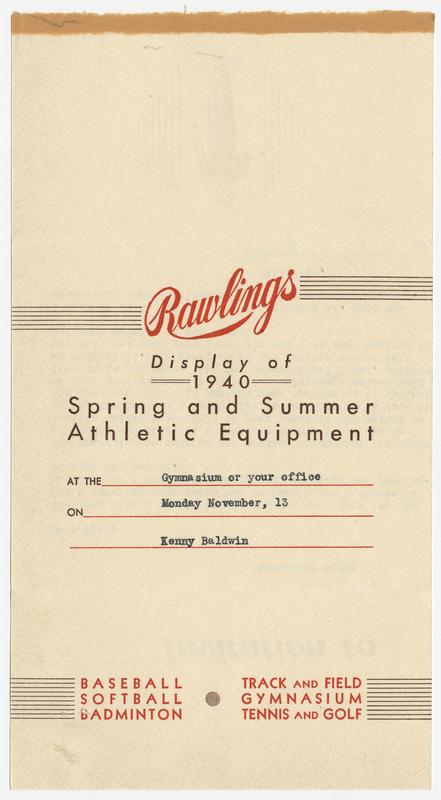 Rawlings
Display of
1940
Spring and Summer
Athletic Equipment
AT THE Gymnasium or your office
ON Monday November, 13
Kenny Baldwin
BASEBALL
SOFTBALL
BADMINTON
TRACK AND FIELD
GYMNASIUM
TENNIS AND GOLF